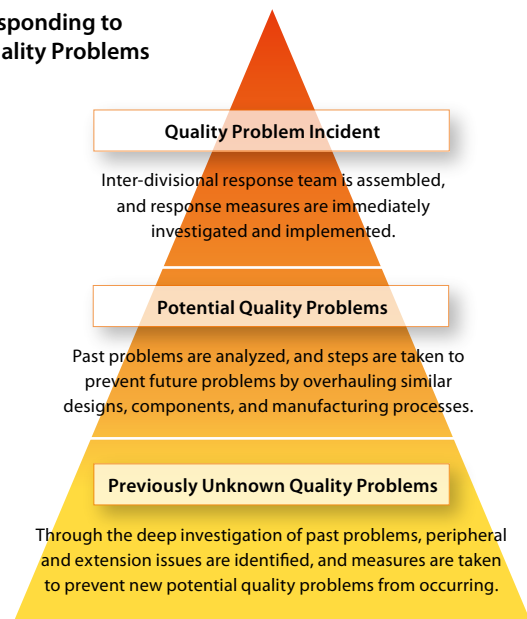 sponding to
ality Problems
Quality Problem Incident
Inter-divisional response team is assembled,
and response measures are immediately
investigated and implemented.
Potential Quality Problems
Past problems are analyzed, and steps are taken to
prevent future problems by overhauling similar
designs, components, and manufacturing processes.
Previously Unknown Quality Problems
Through the deep investigation of past problems, peripheral
and extension issues are identified, and measures are taken
to prevent new potential quality problems from occurring.